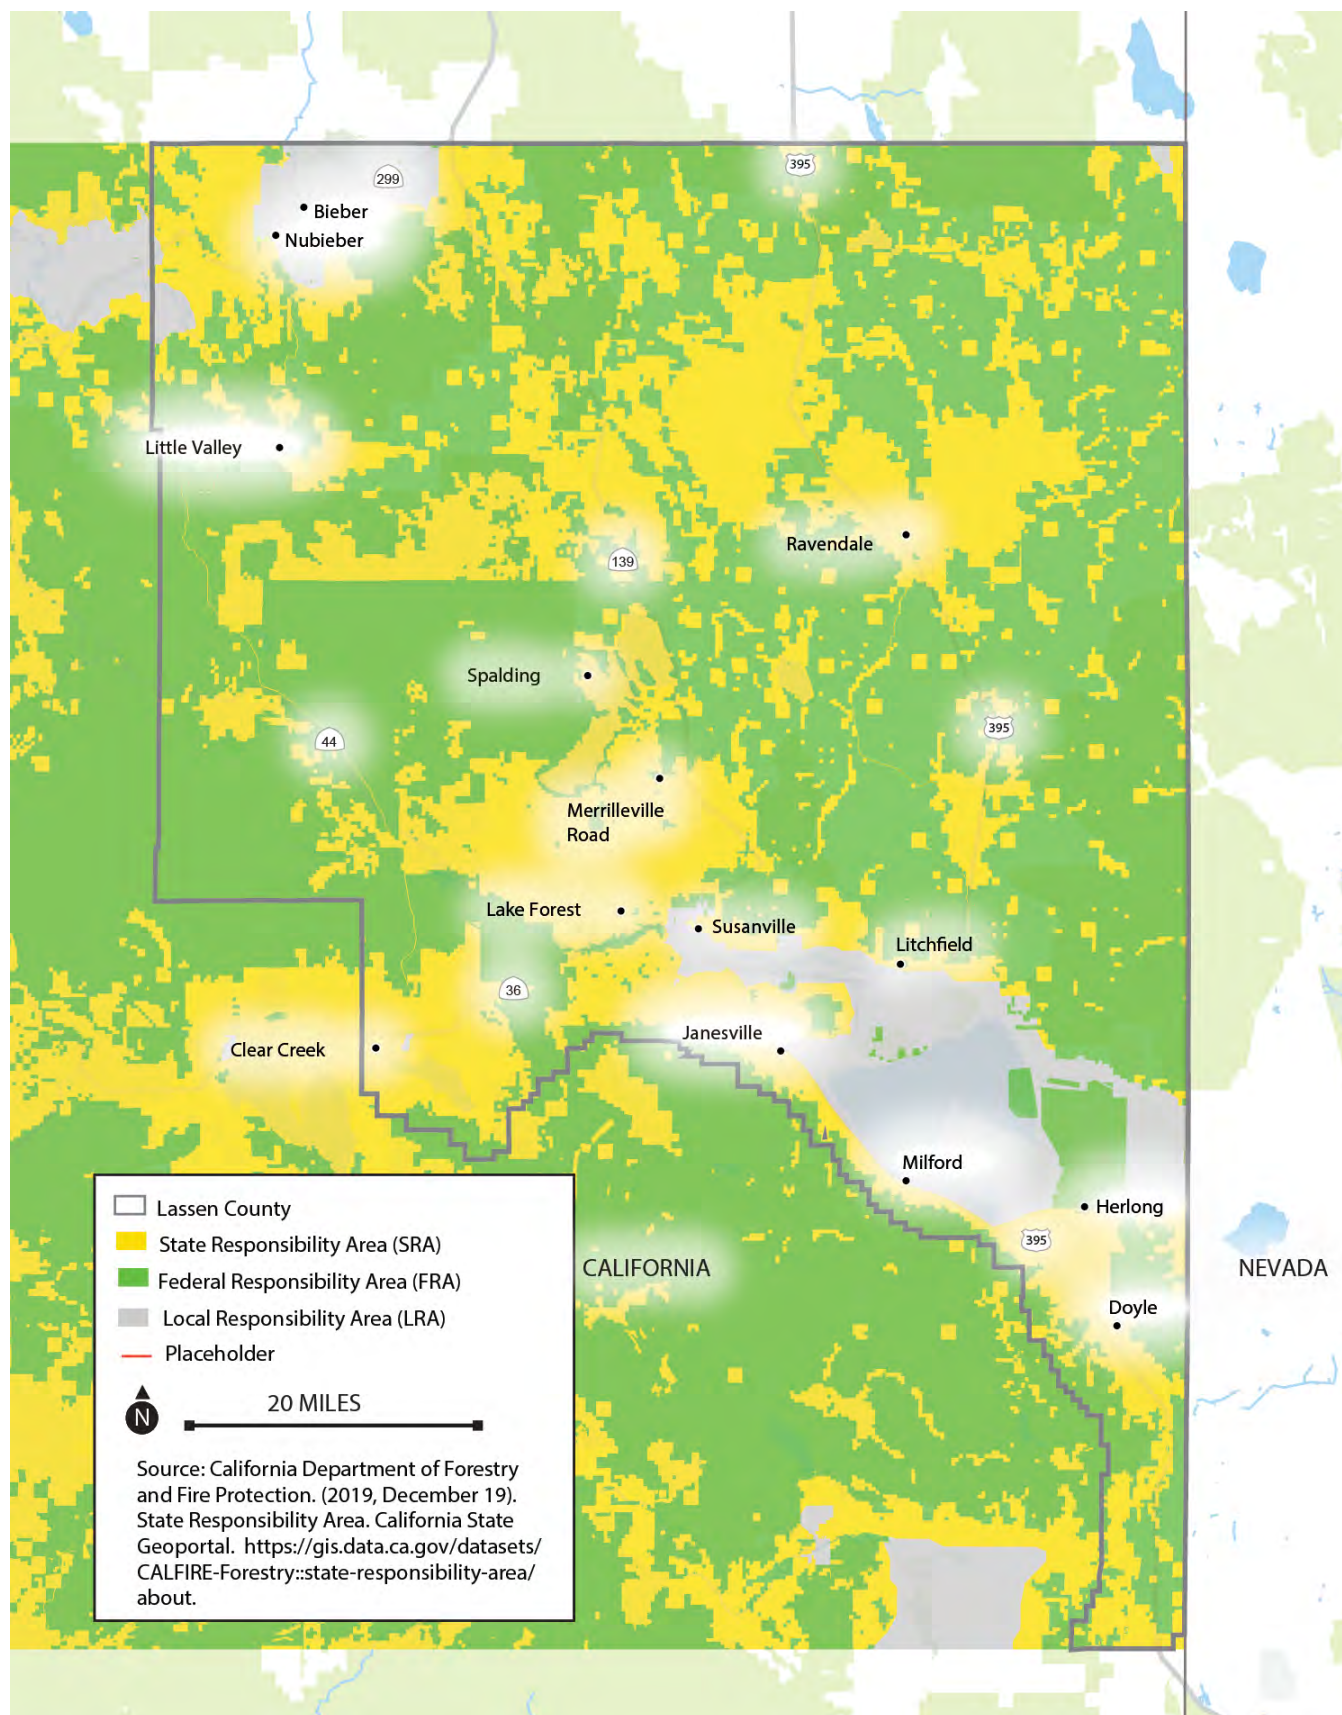 395
299
Bieber
Nubieber
Little Valley
Ravendale
139
Spalding
395
44
Merrilleville
Road
Lake Forest
Susanville
Litchfield
36
Janesville
Clear Creek
Milford
Herlong
395
CALIFORNIA
NEVADA
Doyle
Lassen County
State Responsibility Area (SRA)
Federal Responsibility Area (FRA)
Local Responsibility Area (LRA)
Placeholder
N
20 MILES
Source: California Department of Forestry
and Fire Protection. (2019, December 19).
State Responsibility Area. California State
Geoportal. https://gis.data.ca.gov/datasets/
CALFIRE-Forestry::state-responsibility-area/
about.